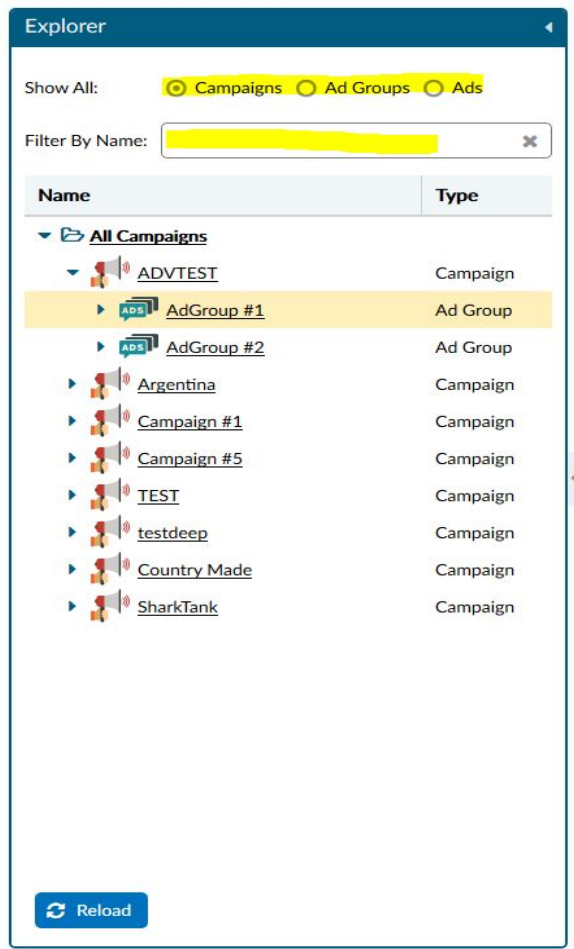 Explorer
Show All: Campaigns Ad Groups Ads
Filter By Name:
Name Type
All Campaigns
ADVTEST Campaign
ADS AdGroup #1 Ad Group
ADS AdGroup #2 Ad Group
Argentina Campaign
Campaign #1 Campaign
Campaign #5 Campaign
TEST Campaign
testdeep Campaign
Country Made Campaign
SharkTank Campaign
Reload